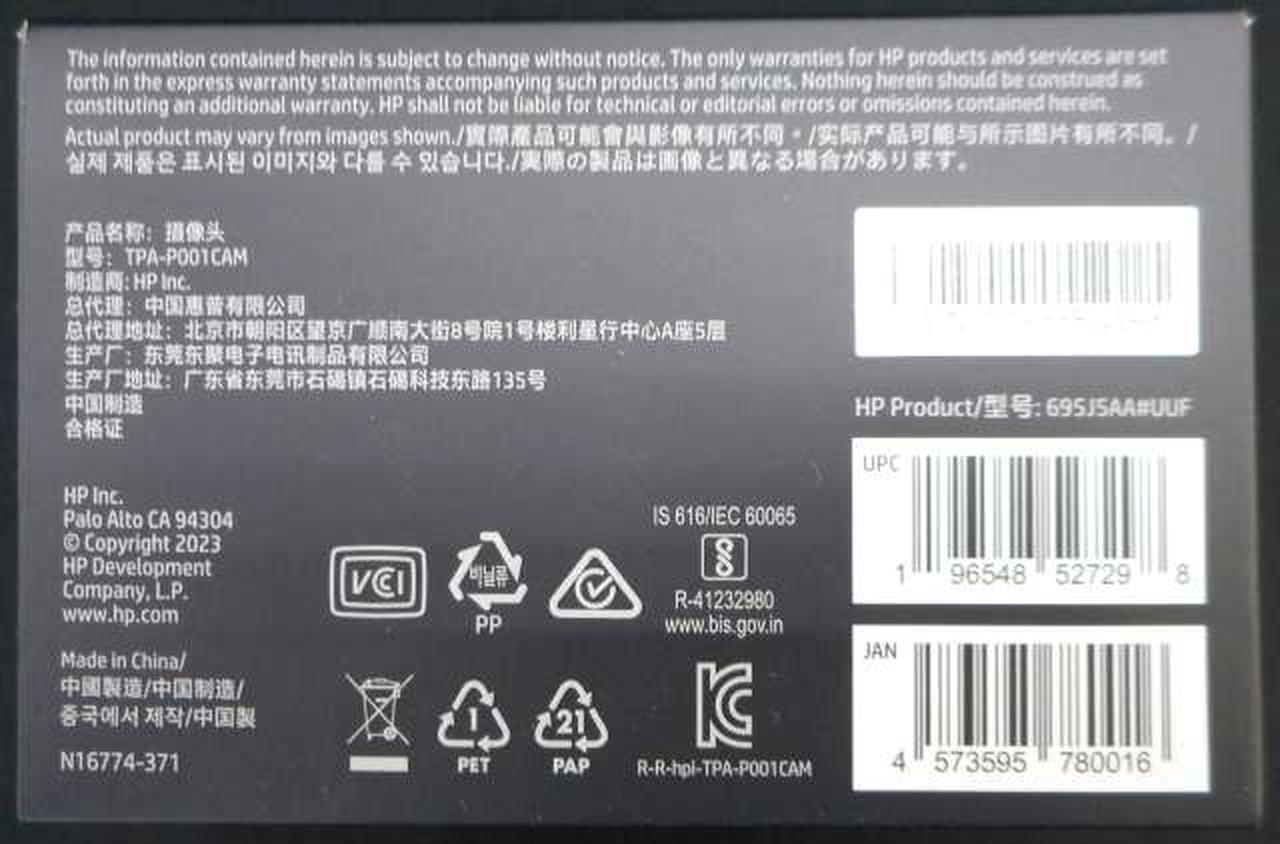 The information contained herein is subject to change without notice. The only warranties for HP products and services are set
forth in the express warranty statements accompanying such products and services. Nothing herein should be construed as
constituting an additional warranty. HP shall not be liable for technical or editorial errors or omissions contained herein.
Actual product may vary from images shown./實際產品可能會與影像有所不同。/实际产品可能与所示图片有所不同。/
실제 제품은 표시된 이미지와 다를 수 있습니다./実際の製品は画像と異なる場合があります。
产品名称：摄像头
型号：TPA-P001CAM
制造商: HP Inc.
总代理：中国惠普有限公司
总代理地址：北京市朝阳区望京广顺南大街8号院1号楼利星行中心A座5层
生产厂：东莞东聚电子电讯制品有限公司
生产厂地址：广东省东莞市石碣镇石碣科技东路135号
中国制造
合格证
HP Product/型号: 695J5AA#UUF
UPC
1 96548 52729 8
JAN
4 573595 780016
HP Inc.
Palo Alto CA 94304
© Copyright 2023
HP Development
Company, L.P.
www.hp.com
Made in China/
中國製造/中国制造/
중국에서 제작/中国製
N16774-371
VCCI
비닐류
PP
IS 616/IEC 60065
R-41232980
www.bis.gov.in
1
PET
21
PAP
KC
R-R-hpi-TPA-P001CAM